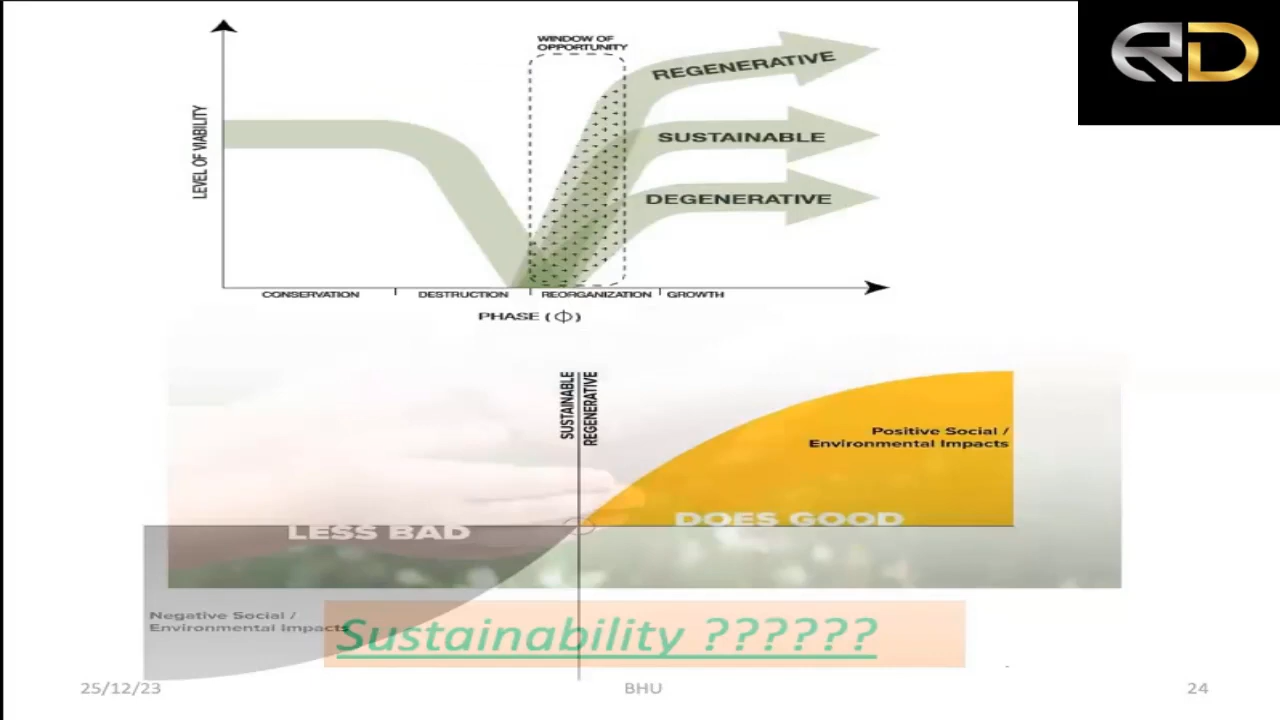 WINDOW OF
OPPORTUNITY
RD
REGENERATIVE
SUSTAINABLE
DEGENERATIVE
LEVEL OF VIABILITY
CONSERVATION DESTRUCTION REORGANIZATION GROWTH
PHASE (Φ)
SUSTAINABLE
REGENERATIVE
Positive Social /
Environmental Impacts
LESS BAD
DOES GOOD
Negative Social /
Environmental Impacts
Sustainability ??????
25/12/23 BHU 24